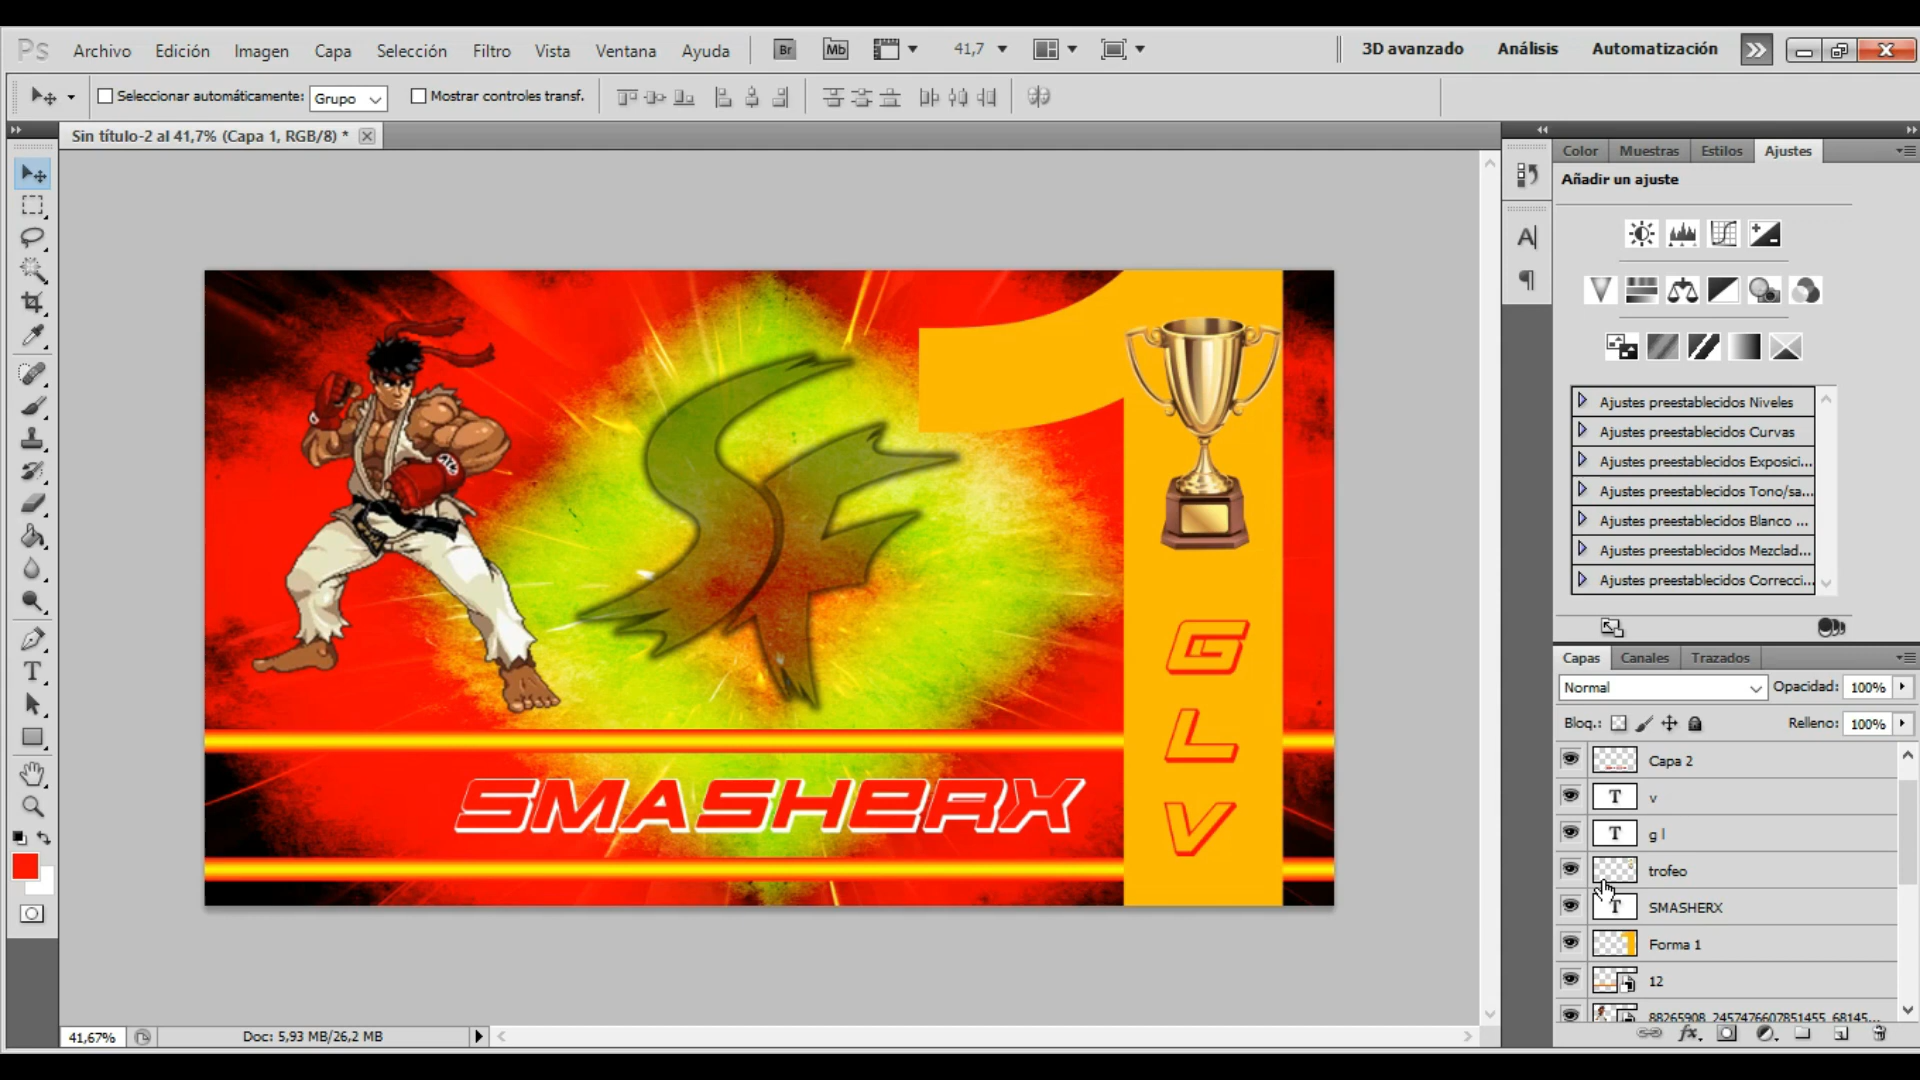 Ps Archivo Edición Imagen Capa Selección Filtro Vista Ventana Ayuda Br Mb 41,7 3D avanzado Análisis Automatización
Seleccionar automáticamente: Grupo Mostrar controles transf.
Sin título-2 al 41,7% (Capa 1, RGB/8) *
Color Muestras Estilos Ajustes
Añadir un ajuste
Ajustes preestablecidos Niveles
Ajustes preestablecidos Curvas
Ajustes preestablecidos Exposici...
Ajustes preestablecidos Tono/sa...
Ajustes preestablecidos Blanco ...
Ajustes preestablecidos Mezclad...
Ajustes preestablecidos Correcci...
1
SF
G
L
V
SMASHERX
Capas Canales Trazados
Normal Opacidad: 100%
Bloq.: Relleno: 100%
Capa 2
T v
T g l
trofeo
T SMASHERX
Forma 1
12
88265908_2457476607851455_68145...
41,67% Doc: 5,93 MB/26,2 MB